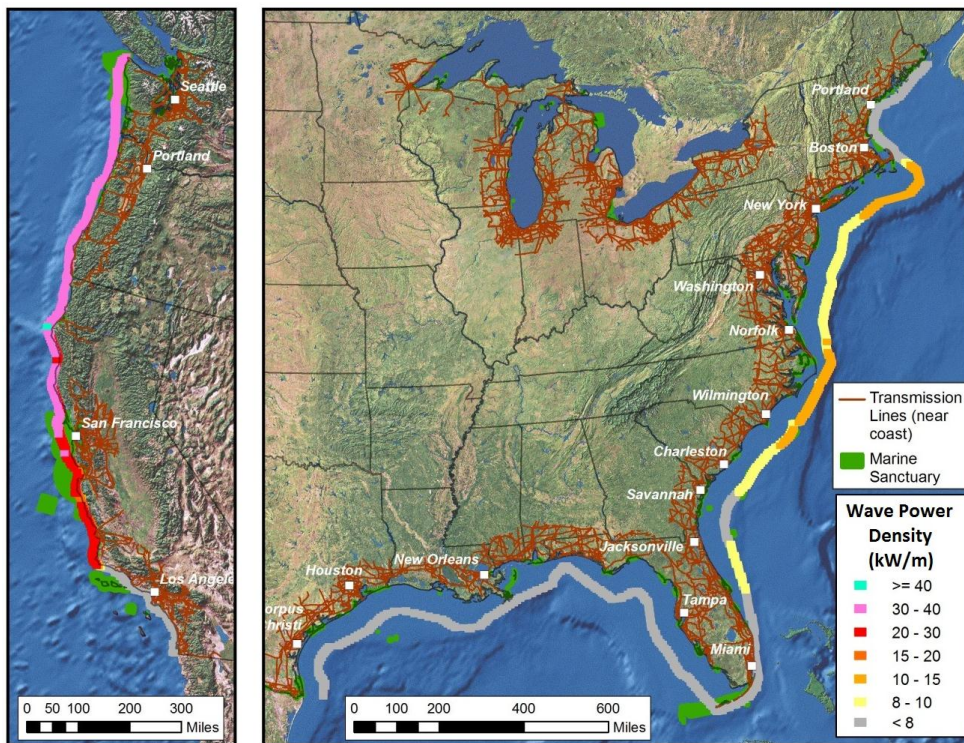 Seattle
Portland
San Francisco
Los Angele
0 50 100 200 300
Miles
Portland
Boston
New York
Washington
Norfolk
Wilmington
Charleston
Savannah
Jacksonville
New Orleans
Houston
orpus
hristi
Tampa
Miami
0 100 200 400 600
Miles
Transmission
Lines (near
coast)
Marine
Sanctuary
Wave Power
Density
(kW/m)
>= 40
30 - 40
20 - 30
15 - 20
10 - 15
8 - 10
< 8